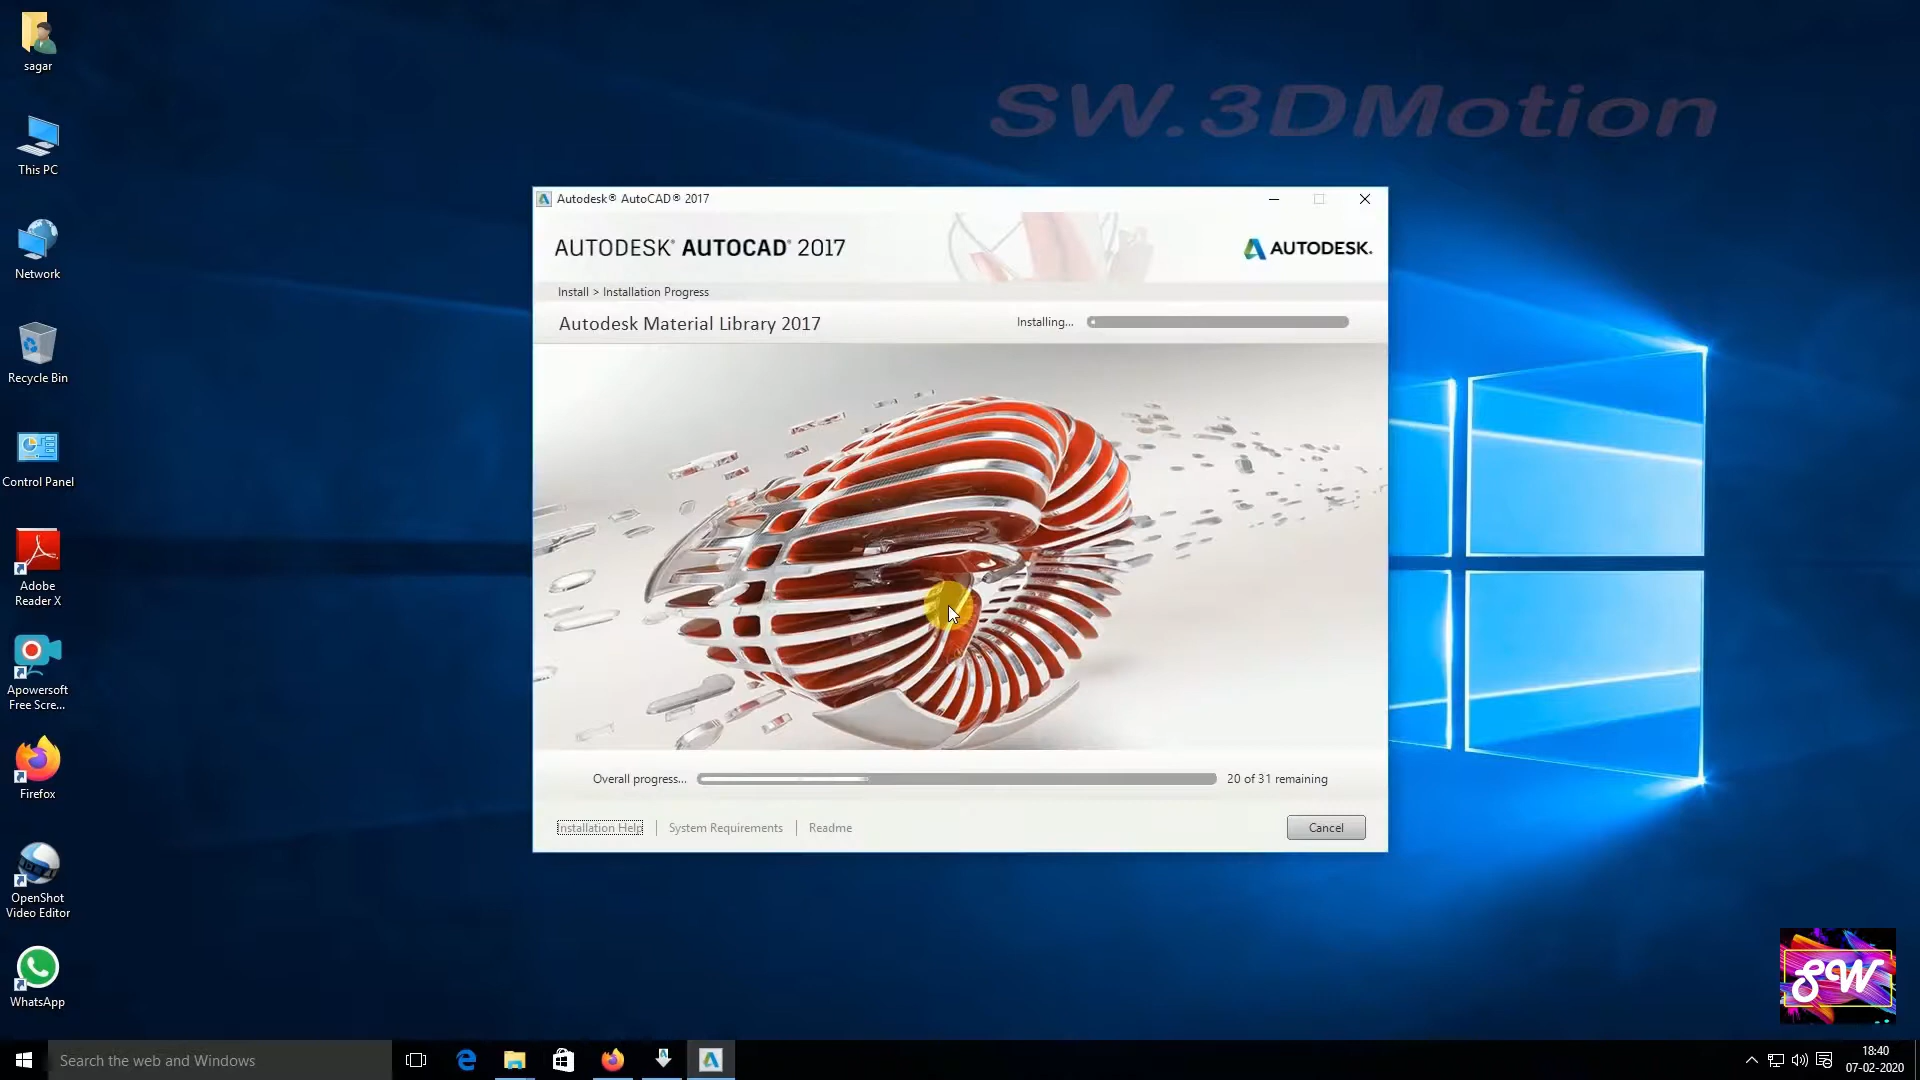 sagar
This PC
Network
Recycle Bin
Control Panel
Adobe
Reader X
Apowersoft
Free Scre...
Firefox
OpenShot
Video Editor
WhatsApp
SW.3DMotion
Autodesk® AutoCAD® 2017
AUTODESK® AUTOCAD® 2017
AUTODESK.
Install > Installation Progress
Autodesk Material Library 2017
Installing...
Overall progress...
20 of 31 remaining
Installation Help
System Requirements
Readme
Cancel
SW
Search the web and Windows
18:40
07-02-2020